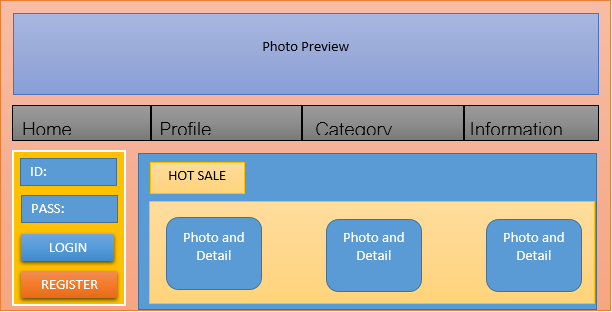 Photo Preview
Home Profile Category Information
ID:
PASS:
LOGIN
REGISTER
HOT SALE
Photo and
Detail
Photo and
Detail
Photo and
Detail